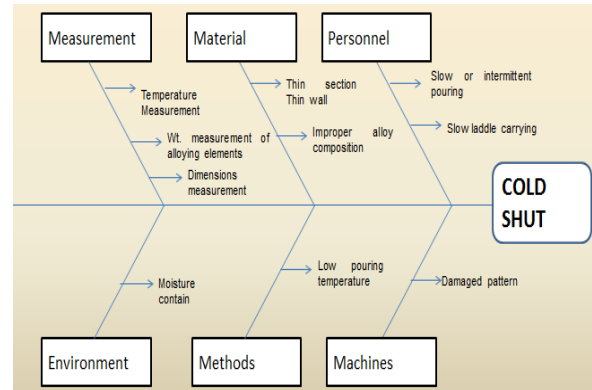 Measurement
Material
Personnel
Temperature
Measurement
Wt. measurement of
alloying elements
Dimensions
measurement
Thin section
Thin wall
Improper alloy
composition
Slow or intermittent
pouring
Slow laddle carrying
COLD
SHUT
Moisture
contain
Low pouring
temperature
Damaged pattern
Environment
Methods
Machines